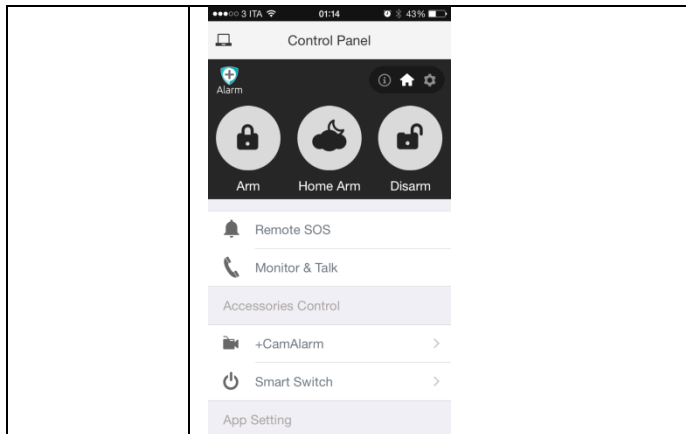 3 ITA 01:14 43%
Control Panel
Alarm
Arm Home Arm Disarm
Remote SOS
Monitor & Talk
Accessories Control
+CamAlarm
Smart Switch
App Setting